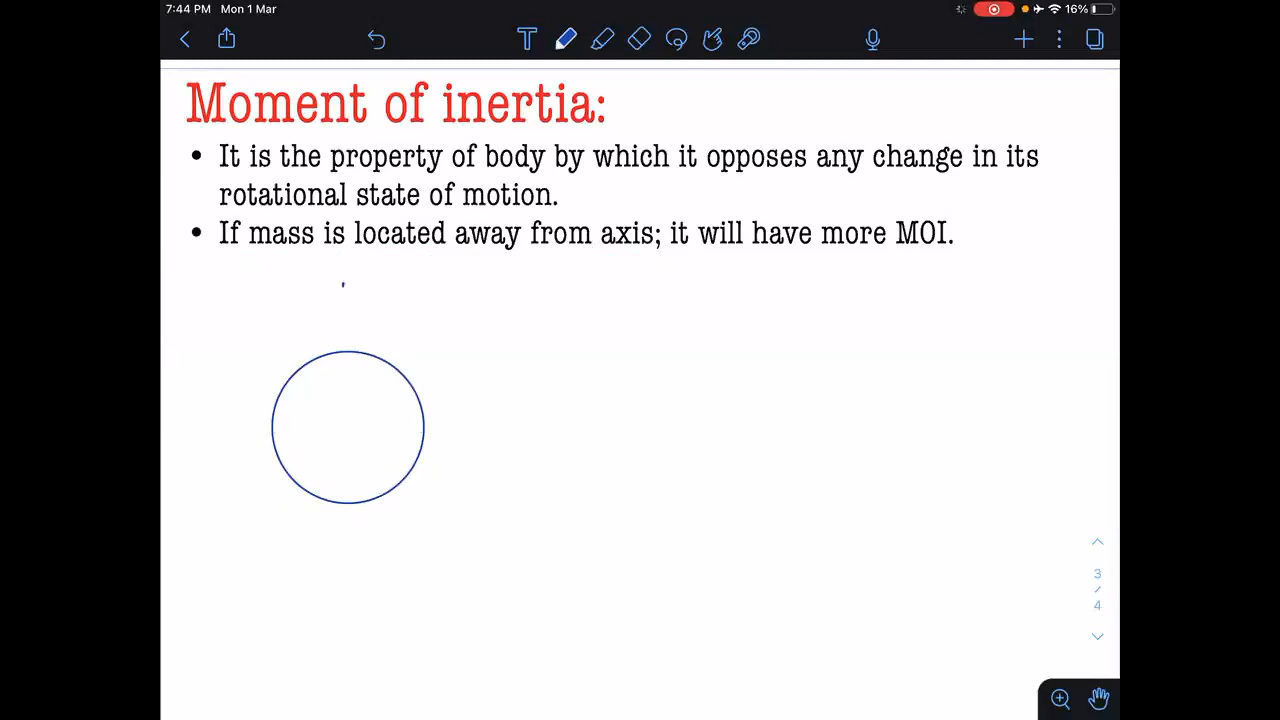 7:44 PM Mon 1 Mar 16%
T
Moment of inertia:
• It is the property of body by which it opposes any change in its
rotational state of motion.
• If mass is located away from axis; it will have more MOI.
3
/
4